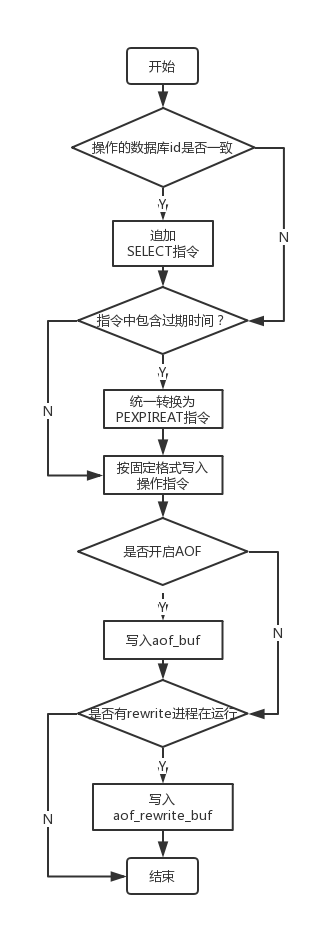 开始
操作的数据库id是否一致
Y
N
追加
SELECT指令
指令中包含过期时间？
Y
N
统一转换为
PEXPIREAT指令
按固定格式写入
操作指令
是否开启AOF
Y
N
写入aof_buf
是否有rewrite进程在运行
Y
N
写入
aof_rewrite_buf
结束